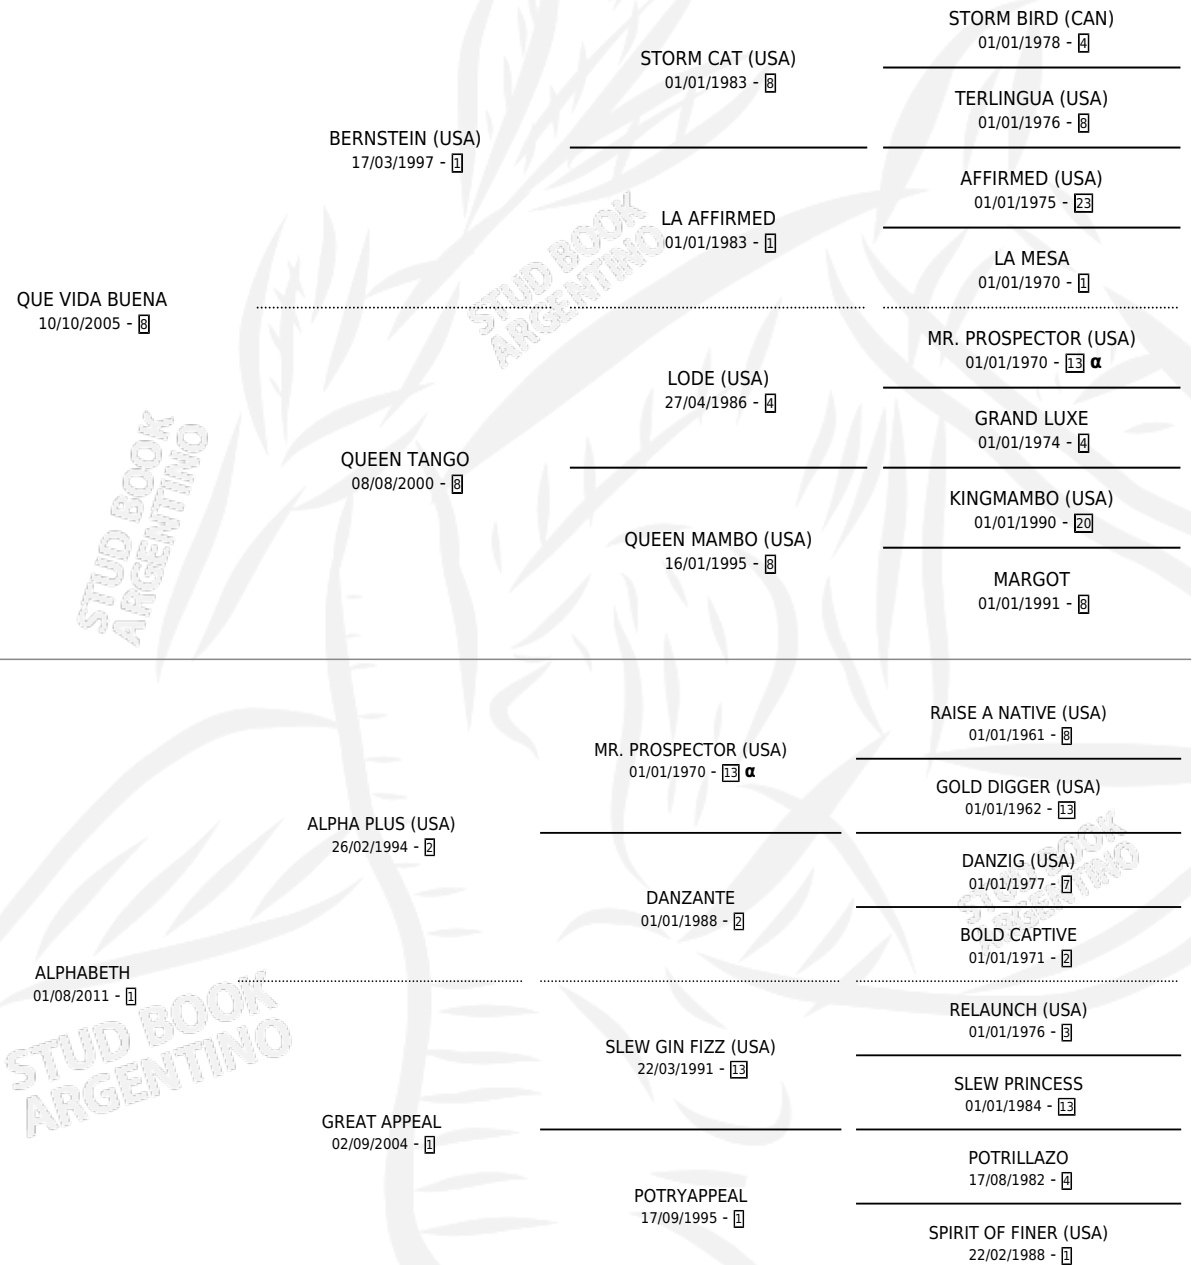 STORM BIRD (CAN)
01/01/1978 - 4
STORM CAT (USA)
01/01/1983 - 8
TERLINGUA (USA)
01/01/1976 - 8
BERNSTEIN (USA)
17/03/1997 - 1
AFFIRMED (USA)
01/01/1975 - 23
LA AFFIRMED
01/01/1983 - 1
LA MESA
01/01/1970 - 1
QUE VIDA BUENA
10/10/2005 - 8
MR. PROSPECTOR (USA)
01/01/1970 - 13 α
LODE (USA)
27/04/1986 - 4
GRAND LUXE
01/01/1974 - 4
QUEEN TANGO
08/08/2000 - 8
KINGMAMBO (USA)
01/01/1990 - 20
QUEEN MAMBO (USA)
16/01/1995 - 8
MARGOT
01/01/1991 - 8
RAISE A NATIVE (USA)
01/01/1961 - 8
MR. PROSPECTOR (USA)
01/01/1970 - 13 α
GOLD DIGGER (USA)
01/01/1962 - 13
ALPHA PLUS (USA)
26/02/1994 - 2
DANZIG (USA)
01/01/1977 - 7
DANZANTE
01/01/1988 - 2
BOLD CAPTIVE
01/01/1971 - 2
ALPHABETH
01/08/2011 - 1
RELAUNCH (USA)
01/01/1976 - 3
SLEW GIN FIZZ (USA)
22/03/1991 - 13
SLEW PRINCESS
01/01/1984 - 13
GREAT APPEAL
02/09/2004 - 1
POTRILLAZO
17/08/1982 - 4
POTRYAPPEAL
17/09/1995 - 1
SPIRIT OF FINER (USA)
22/02/1988 - 1
STUD BOOK
ARGENTINO
STUD BOOK
ARGENTINO
STUD BOOK
ARGENTINO
STUD BOOK
ARGENTINO